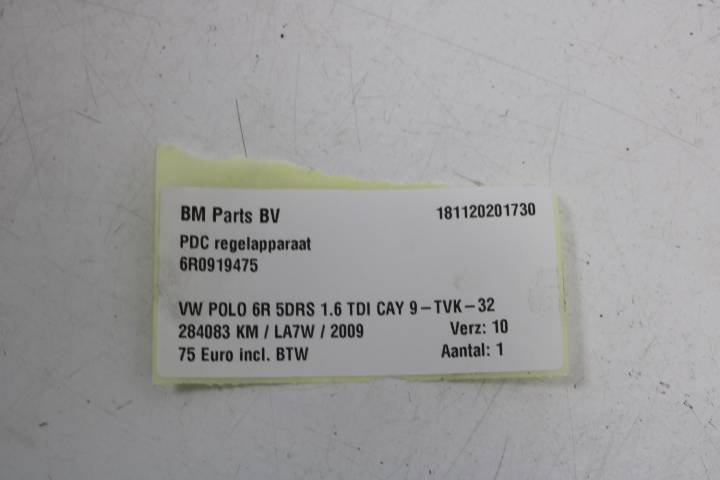 BM Parts BV 181120201730
PDC regelapparaat
6R0919475
VW POLO 6R 5DRS 1.6 TDI CAY 9-TVK-32
284083 KM / LA7W / 2009 Verz: 10
75 Euro incl. BTW Aantal: 1